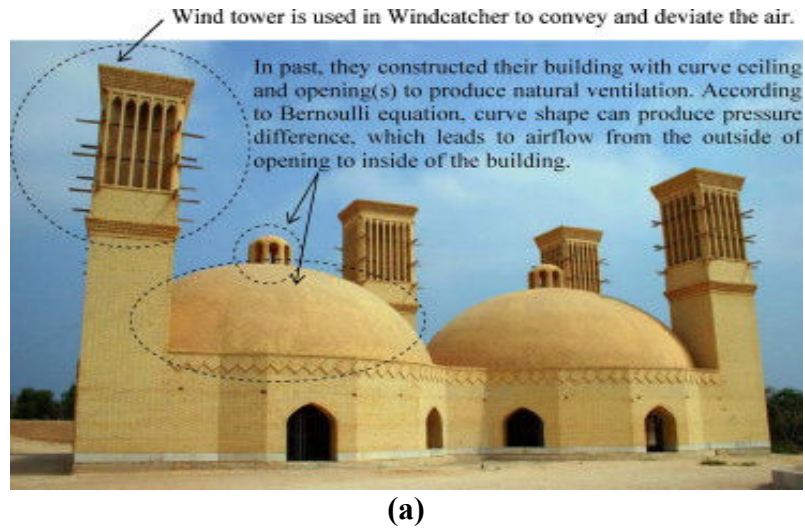 Wind tower is used in Windcatcher to convey and deviate the air.
In past, they constructed their building with curve ceiling
and opening(s) to produce natural ventilation. According
to Bernoulli equation, curve shape can produce pressure
difference, which leads to airflow from the outside of
opening to inside of the building.
(a)